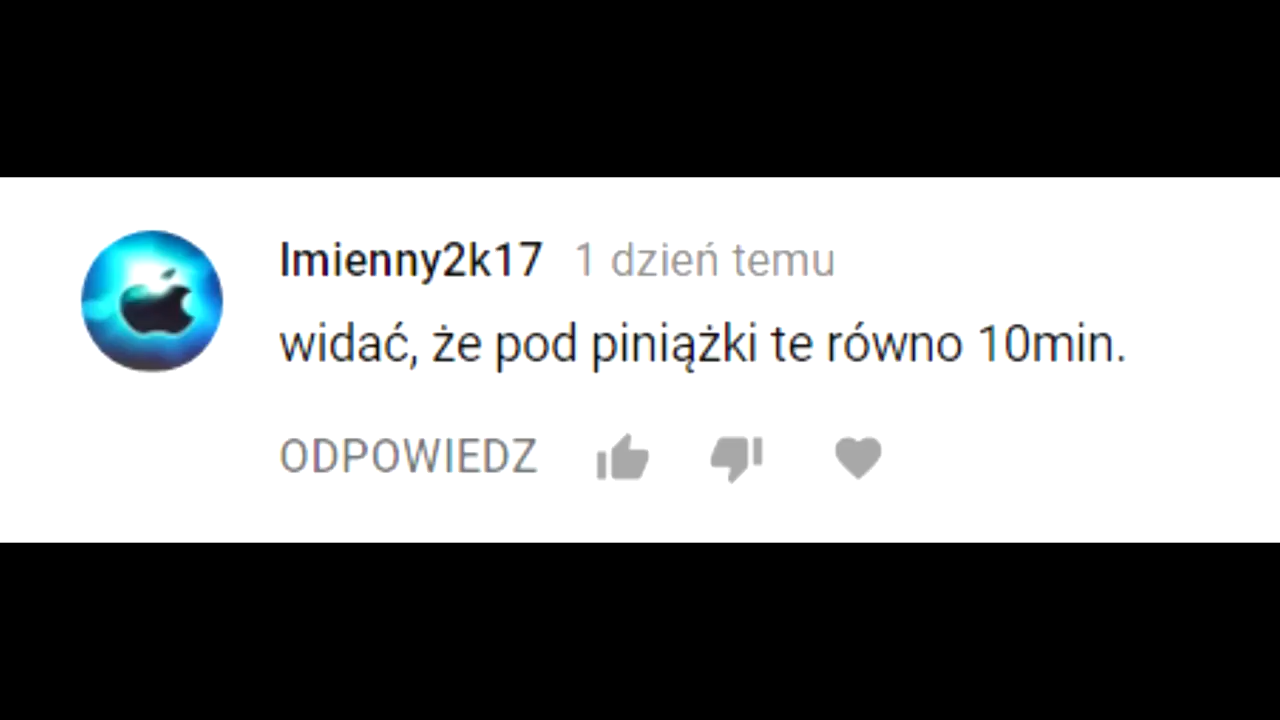 Imienny2k17 1 dzień temu
widać, że pod piniążki te równo 10min.
ODPOWIEDZ